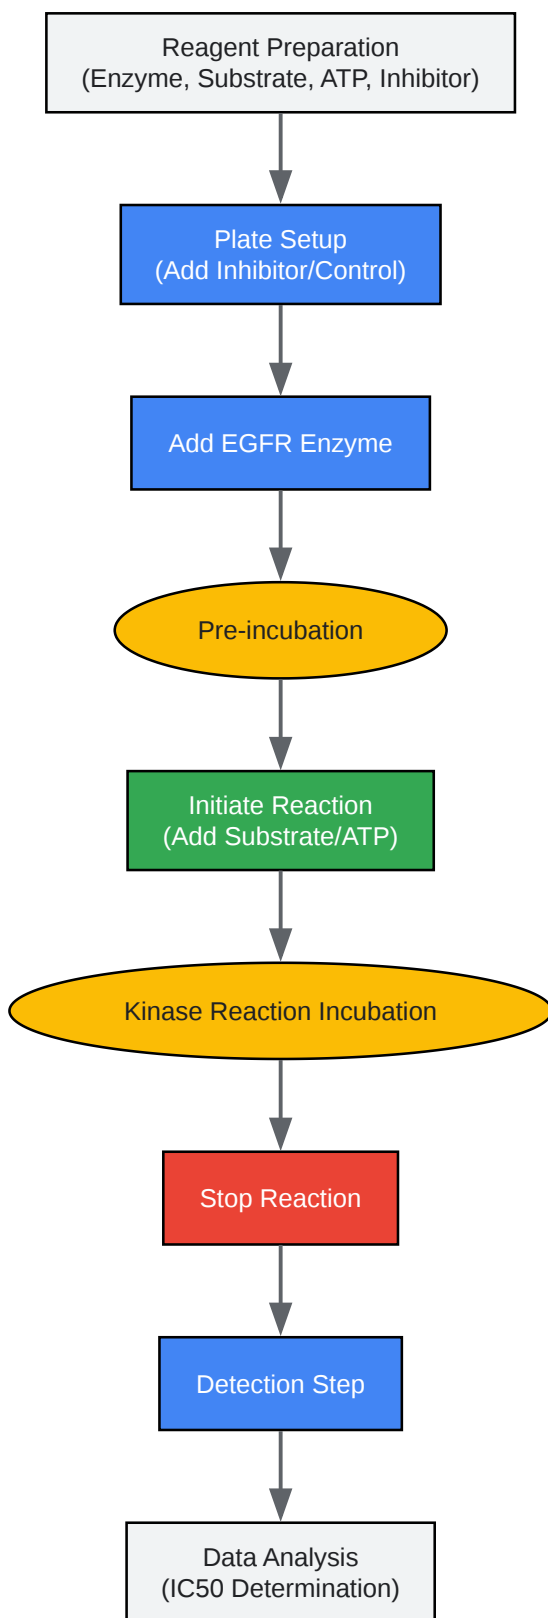 Reagent Preparation
(Enzyme, Substrate, ATP, Inhibitor)
Plate Setup
(Add Inhibitor/Control)
Add EGFR Enzyme
Pre-incubation
Initiate Reaction
(Add Substrate/ATP)
Kinase Reaction Incubation
Stop Reaction
Detection Step
Data Analysis
(IC50 Determination)